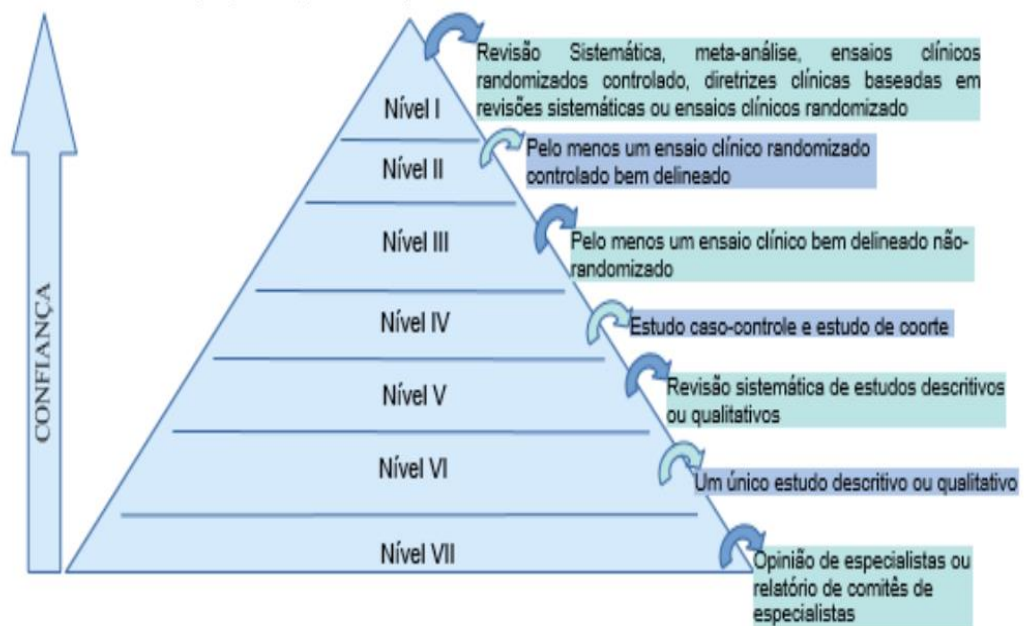 Revisão Sistemática, meta-análise, ensaios clínicos
randomizados controlado, diretrizes clínicas baseadas em
revisões sistemáticas ou ensaios clínicos randomizado
Nível I
Pelo menos um ensaio clínico randomizado
controlado bem delineado
Nível II
Pelo menos um ensaio clínico bem delineado não-
randomizado
Nível III
Estudo caso-controle e estudo de coorte
Nível IV
Revisão sistemática de estudos descritivos
ou qualitativos
Nível V
Um único estudo descritivo ou qualitativo
Nível VI
Opinião de especialistas ou
relatório de comitês de
especialistas
Nível VII
CONFIANÇA